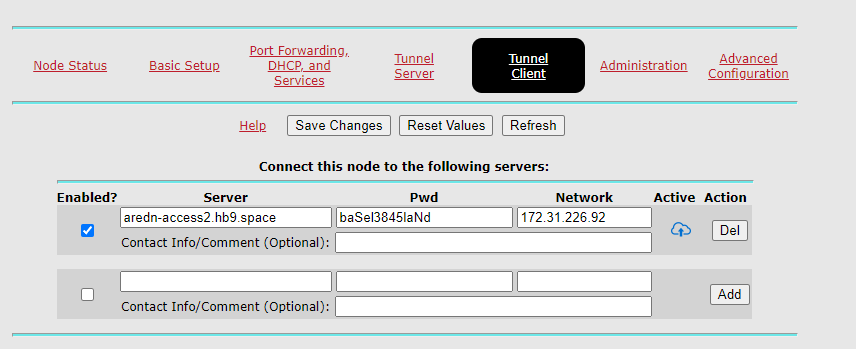 Node Status Basic Setup Port Forwarding, DHCP, and Services Tunnel Server Tunnel Client Administration Advanced Configuration
Help Save Changes Reset Values Refresh
Connect this node to the following servers:
Enabled? Server Pwd Network Active Action
aredn-access2.hb9.space baSel3845laNd 172.31.226.92 Del
Contact Info/Comment (Optional):
Add
Contact Info/Comment (Optional):